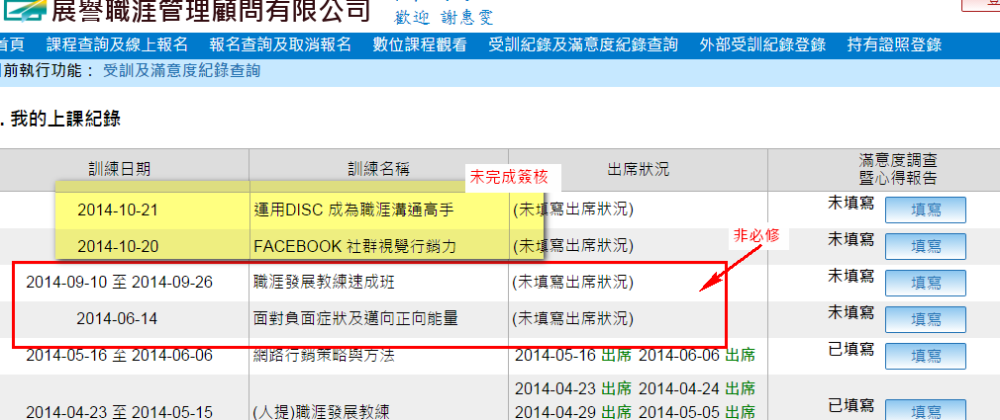 展譽職涯管理顧問有限公司
歡迎 謝惠雯
首頁 課程查詢及線上報名 報名查詢及取消報名 數位課程觀看 受訓紀錄及滿意度紀錄查詢 外部受訓紀錄登錄 持有證照登錄
前執行功能： 受訓及滿意度紀錄查詢
. 我的上課紀錄
訓練日期 訓練名稱 出席狀況 滿意度調查
暨心得報告
未完成簽核
2014-10-21 運用DISC 成為職涯溝通高手 (未填寫出席狀況) 未填寫 填寫
2014-10-20 FACEBOOK 社群視覺行銷力 (未填寫出席狀況) 未填寫 填寫
非必修
2014-09-10 至 2014-09-26 職涯發展教練速成班 (未填寫出席狀況) 未填寫 填寫
2014-06-14 面對負面症狀及邁向正向能量 (未填寫出席狀況) 未填寫 填寫
2014-05-16 至 2014-06-06 網路行銷策略與方法 2014-05-16 出席 2014-06-06 出席 已填寫 填寫
2014-04-23 出席 2014-04-24 出席
2014-04-23 至 2014-05-15 (人提)職涯發展教練 2014-04-29 出席 2014-05-05 出席 已填寫 填寫